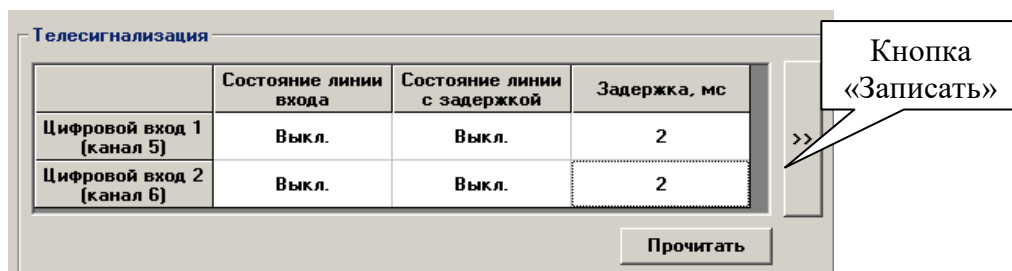 Телесигнализация
Состояние линии входа
Состояние линии с задержкой
Задержка, мс
Цифровой вход 1 (канал 5)
Выкл.
Выкл.
2
Цифровой вход 2 (канал 6)
Выкл.
Выкл.
2
>>
Прочитать
Кнопка
«Записать»